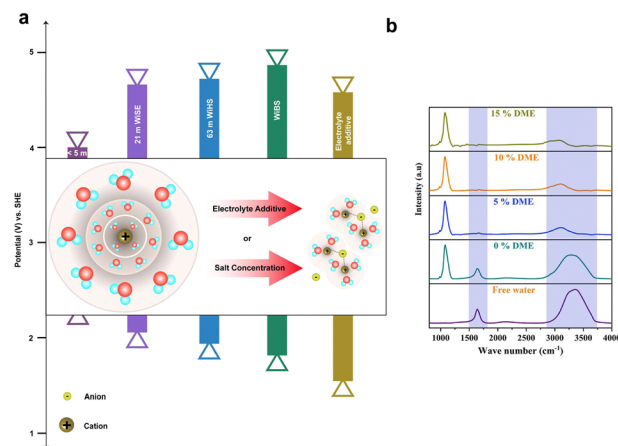 a
b
5
4
3
2
1
Potential (V) vs. SHE
< 5 m
21 m WiSE
63 m WiHS
WiBS
Electrolyte
additive
Electrolyte Additive
or
Salt Concentration
+
Anion
Cation
Intensity (a.u)
15 % DME
10 % DME
5 % DME
0 % DME
Free water
1000 1500 2000 2500 3000 3500 4000
Wave number (cm-1)